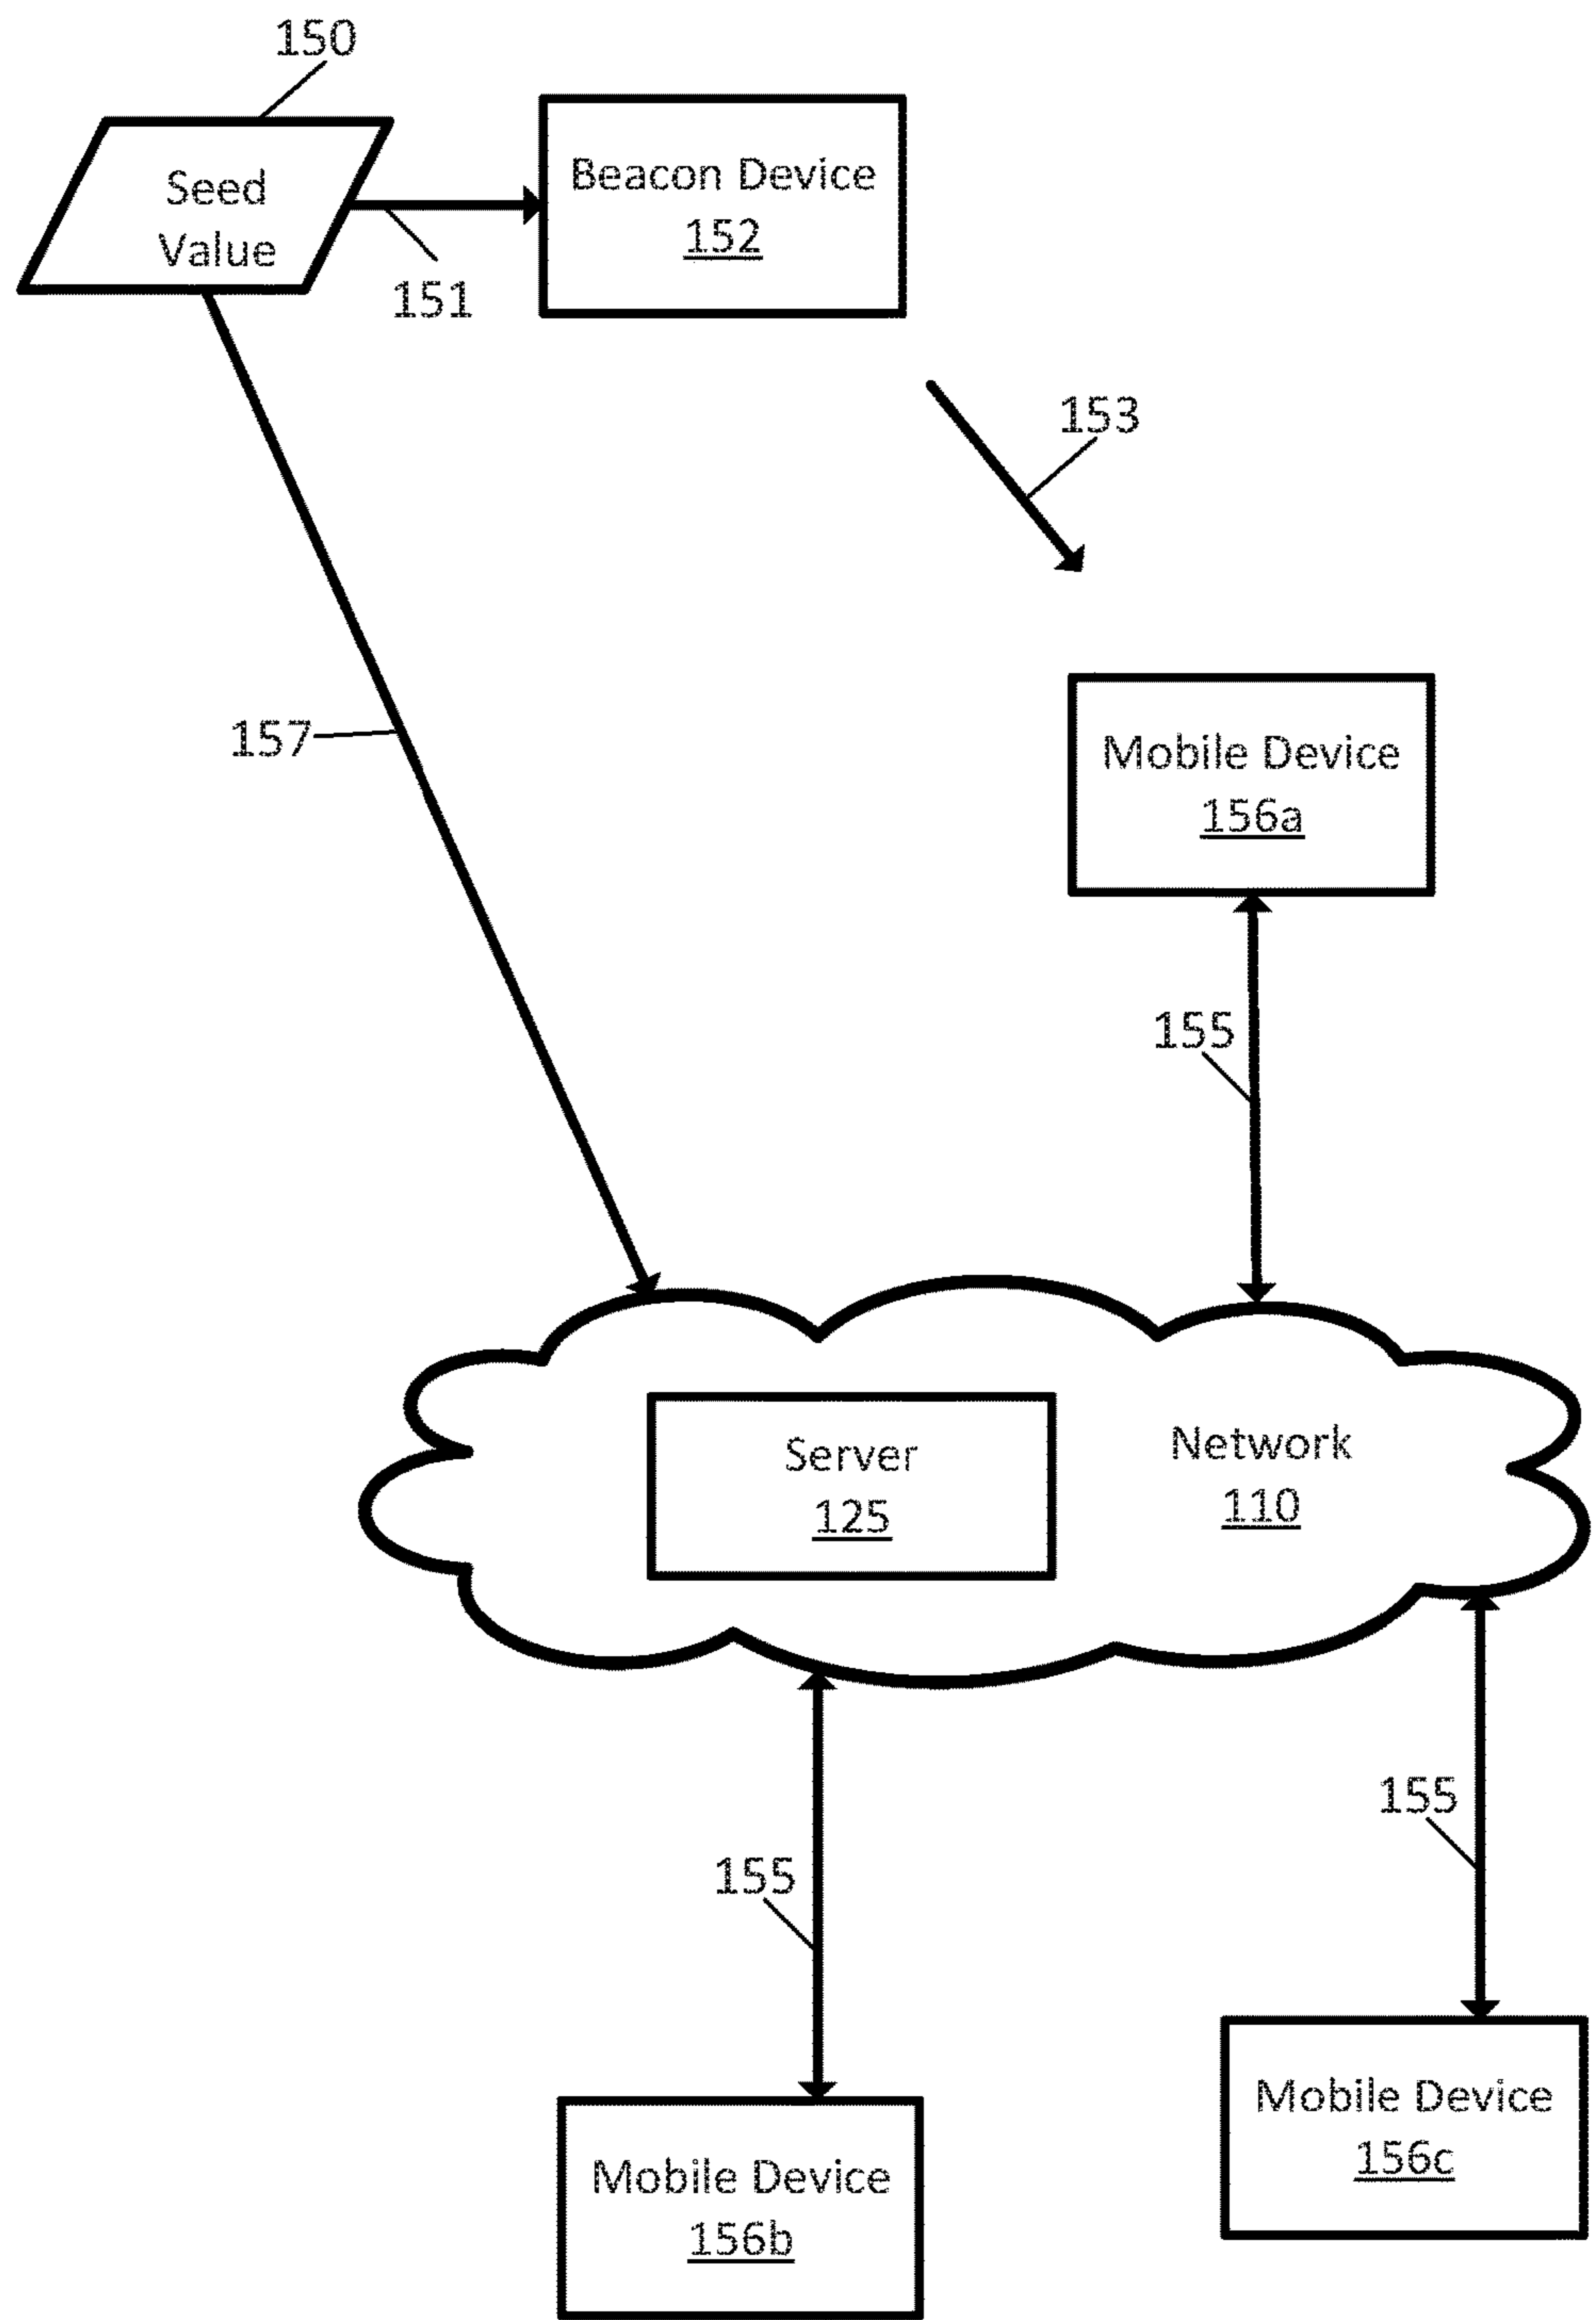 150
Seed
Value
151
Beacon Device
152
153
157
Mobile Device
156a
155
Server
125
Network
110
155
155
Mobile Device
156b
Mobile Device
156c